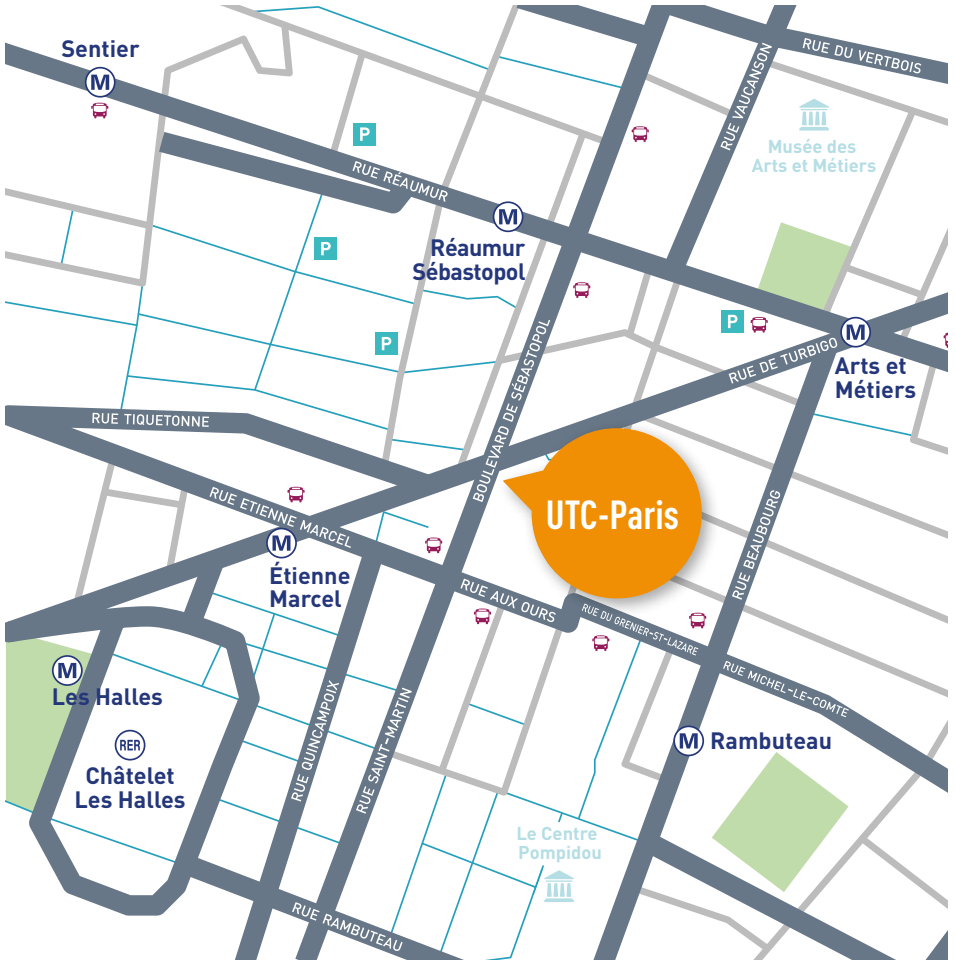 Sentier
M
RUE DU VERTBOIS
RUE VAUCANSON
Musée des
Arts et Métiers
P
RUE RÉAUMUR
M
Réaumur
Sébastopol
P
P
P
M
Arts et
Métiers
RUE DE TURBIGO
BOULEVARD DE SÉBASTOPOL
RUE TIQUETONNE
RUE ETIENNE MARCEL
M
Étienne
Marcel
UTC-Paris
RUE BEAUBOURG
RUE AUX OURS
RUE DU GRENIER-ST-LAZARE
RUE MICHEL-LE-COMTE
M
Les Halles
RER
Châtelet
Les Halles
RUE QUINCAMPOIX
RUE SAINT-MARTIN
M Rambuteau
Le Centre
Pompidou
RUE RAMBUTEAU